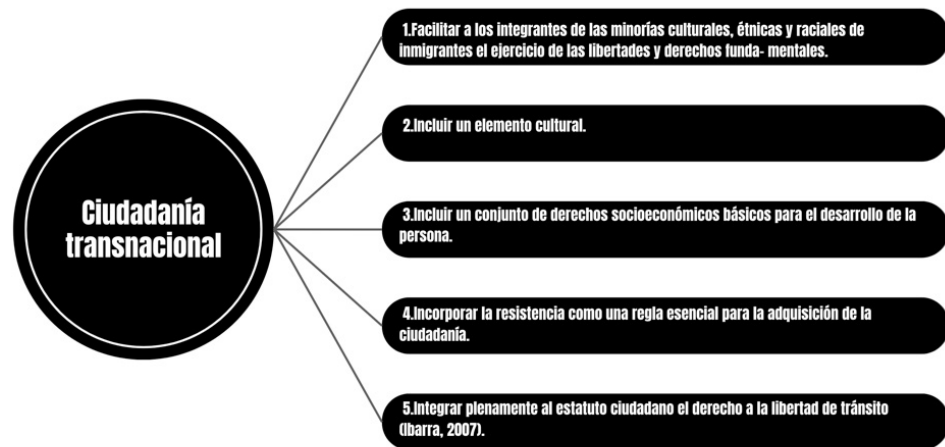 Ciudadanía
transnacional
1.Facilitar a los integrantes de las minorías culturales, étnicas y raciales de
inmigrantes el ejercicio de las libertades y derechos funda- mentales.
2.Incluir un elemento cultural.
3.Incluir un conjunto de derechos socioeconómicos básicos para el desarrollo de la
persona.
4.Incorporar la resistencia como una regla esencial para la adquisición de la
ciudadanía.
5.Integrar plenamente al estatuto ciudadano el derecho a la libertad de tránsito
(Ibarra, 2007).